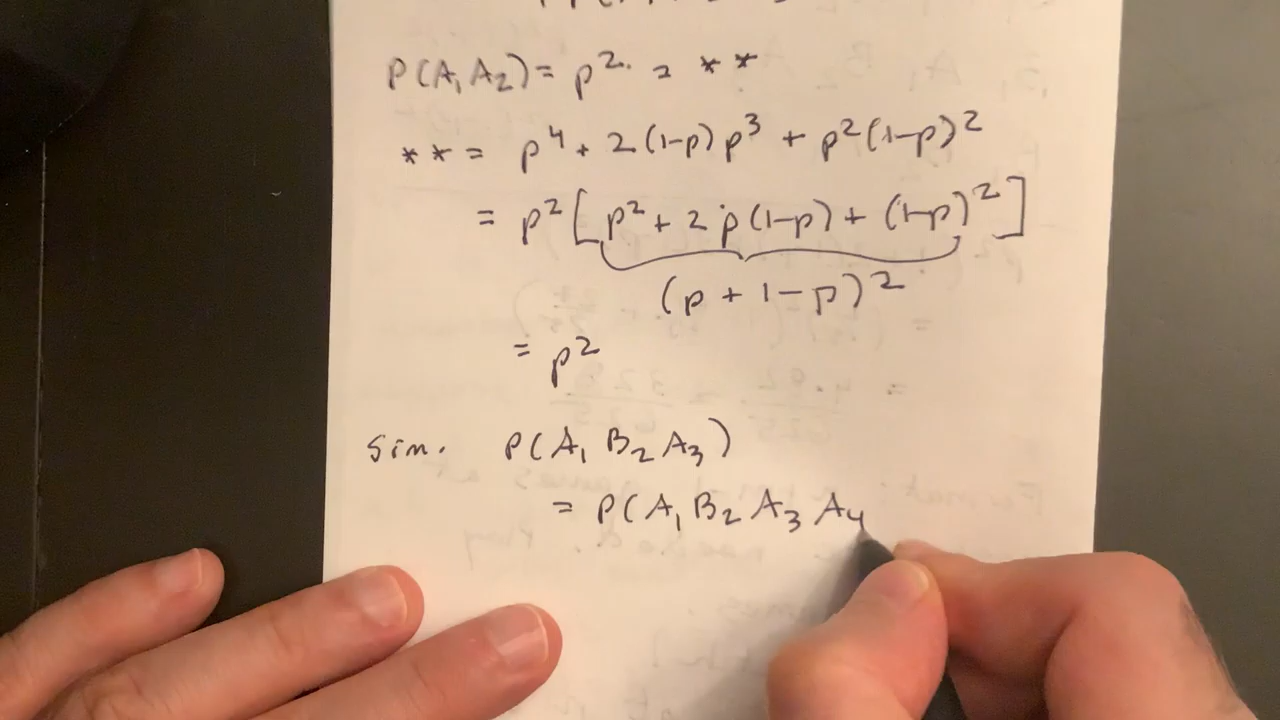 P(A₁A₂) = p². = **
** = p⁴ + 2(1-p)p³ + p²(1-p)²
= p²[p² + 2p(1-p) + (1-p)²]
(p + 1-p)²
= p²
Sim. P(A₁ B₂ A₃)
= P(A₁ B₂ A₃ A₄